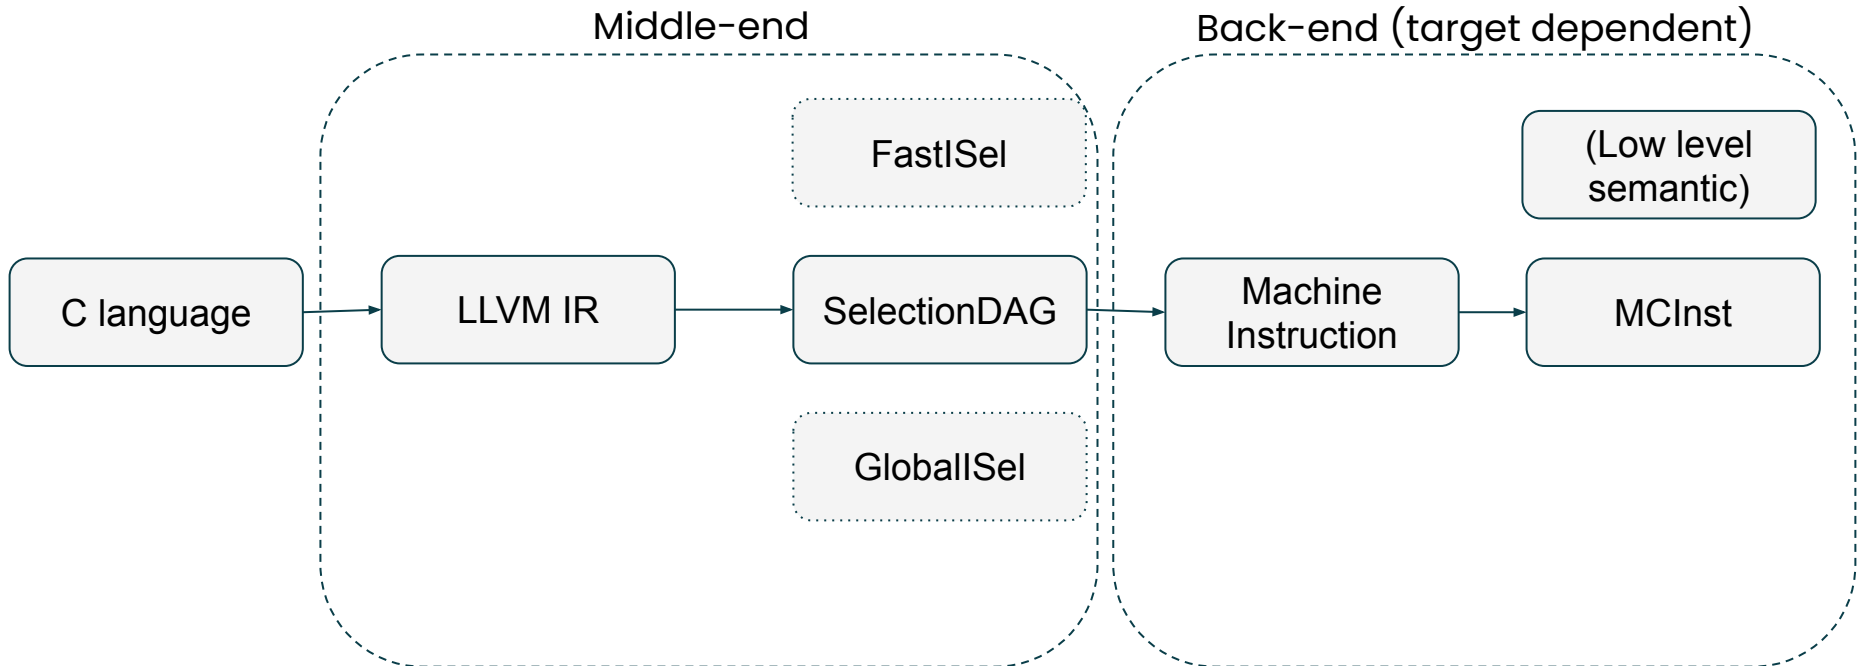 Middle-end
Back-end (target dependent)
FastISel
(Low level
semantic)
C language
LLVM IR
SelectionDAG
Machine
Instruction
MCInst
GlobalISel